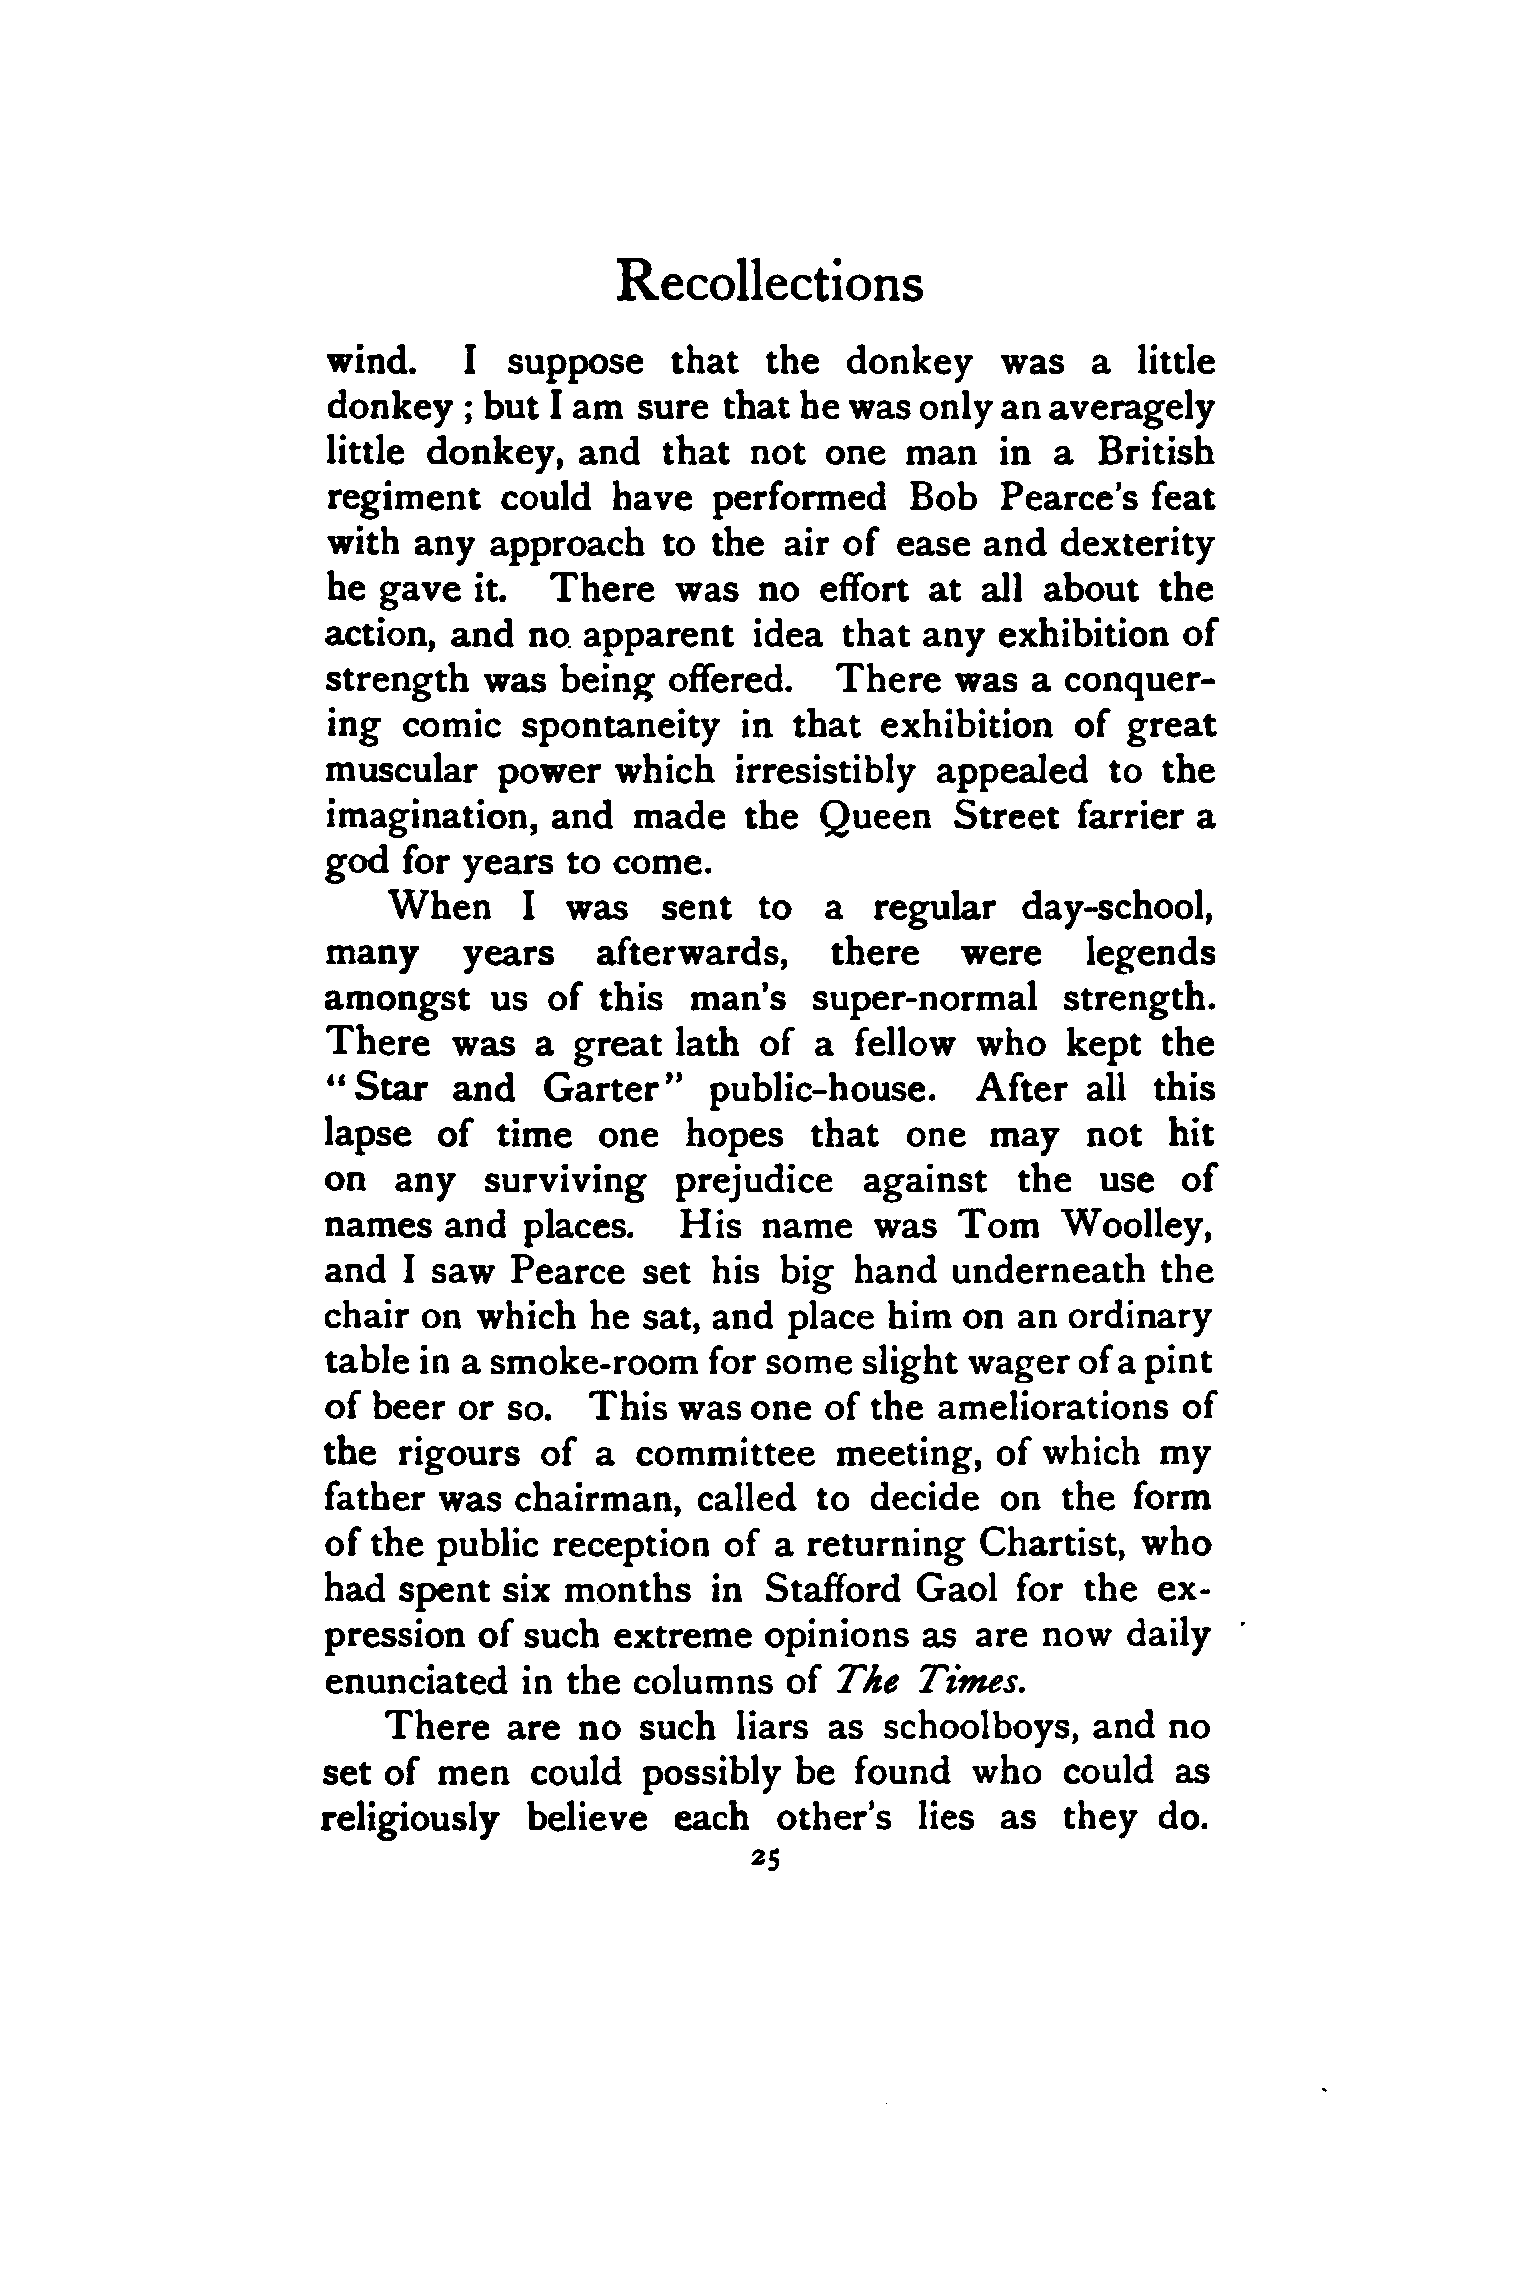 Recollections
wind. I suppose that the donkey was a little
donkey ; but I am sure that he was only an averagely
little donkey, and that not one man in a British
regiment could have performed Bob Pearce's feat
with any approach to the air of ease and dexterity
he gave it. There was no effort at all about the
action, and no apparent idea that any exhibition of
strength was being offered. There was a conquer-
ing comic spontaneity in that exhibition of great
muscular power which irresistibly appealed to the
imagination, and made the Queen Street farrier a
god for years to come.
When I was sent to a regular day-school,
many years afterwards, there were legends
amongst us of this man's super-normal strength.
There was a great lath of a fellow who kept the
“Star and Garter” public-house. After all this
lapse of time one hopes that one may not hit
on any surviving prejudice against the use of
names and places. His name was Tom Woolley,
and I saw Pearce set his big hand underneath the
chair on which he sat, and place him on an ordinary
table in a smoke-room for some slight wager of a pint
of beer or so. This was one of the ameliorations of
the rigours of a committee meeting, of which my
father was chairman, called to decide on the form
of the public reception of a returning Chartist, who
had spent six months in Stafford Gaol for the ex-
pression of such extreme opinions as are now daily
enunciated in the columns of The Times.
There are no such liars as schoolboys, and no
set of men could possibly be found who could as
religiously believe each other's lies as they do.
25